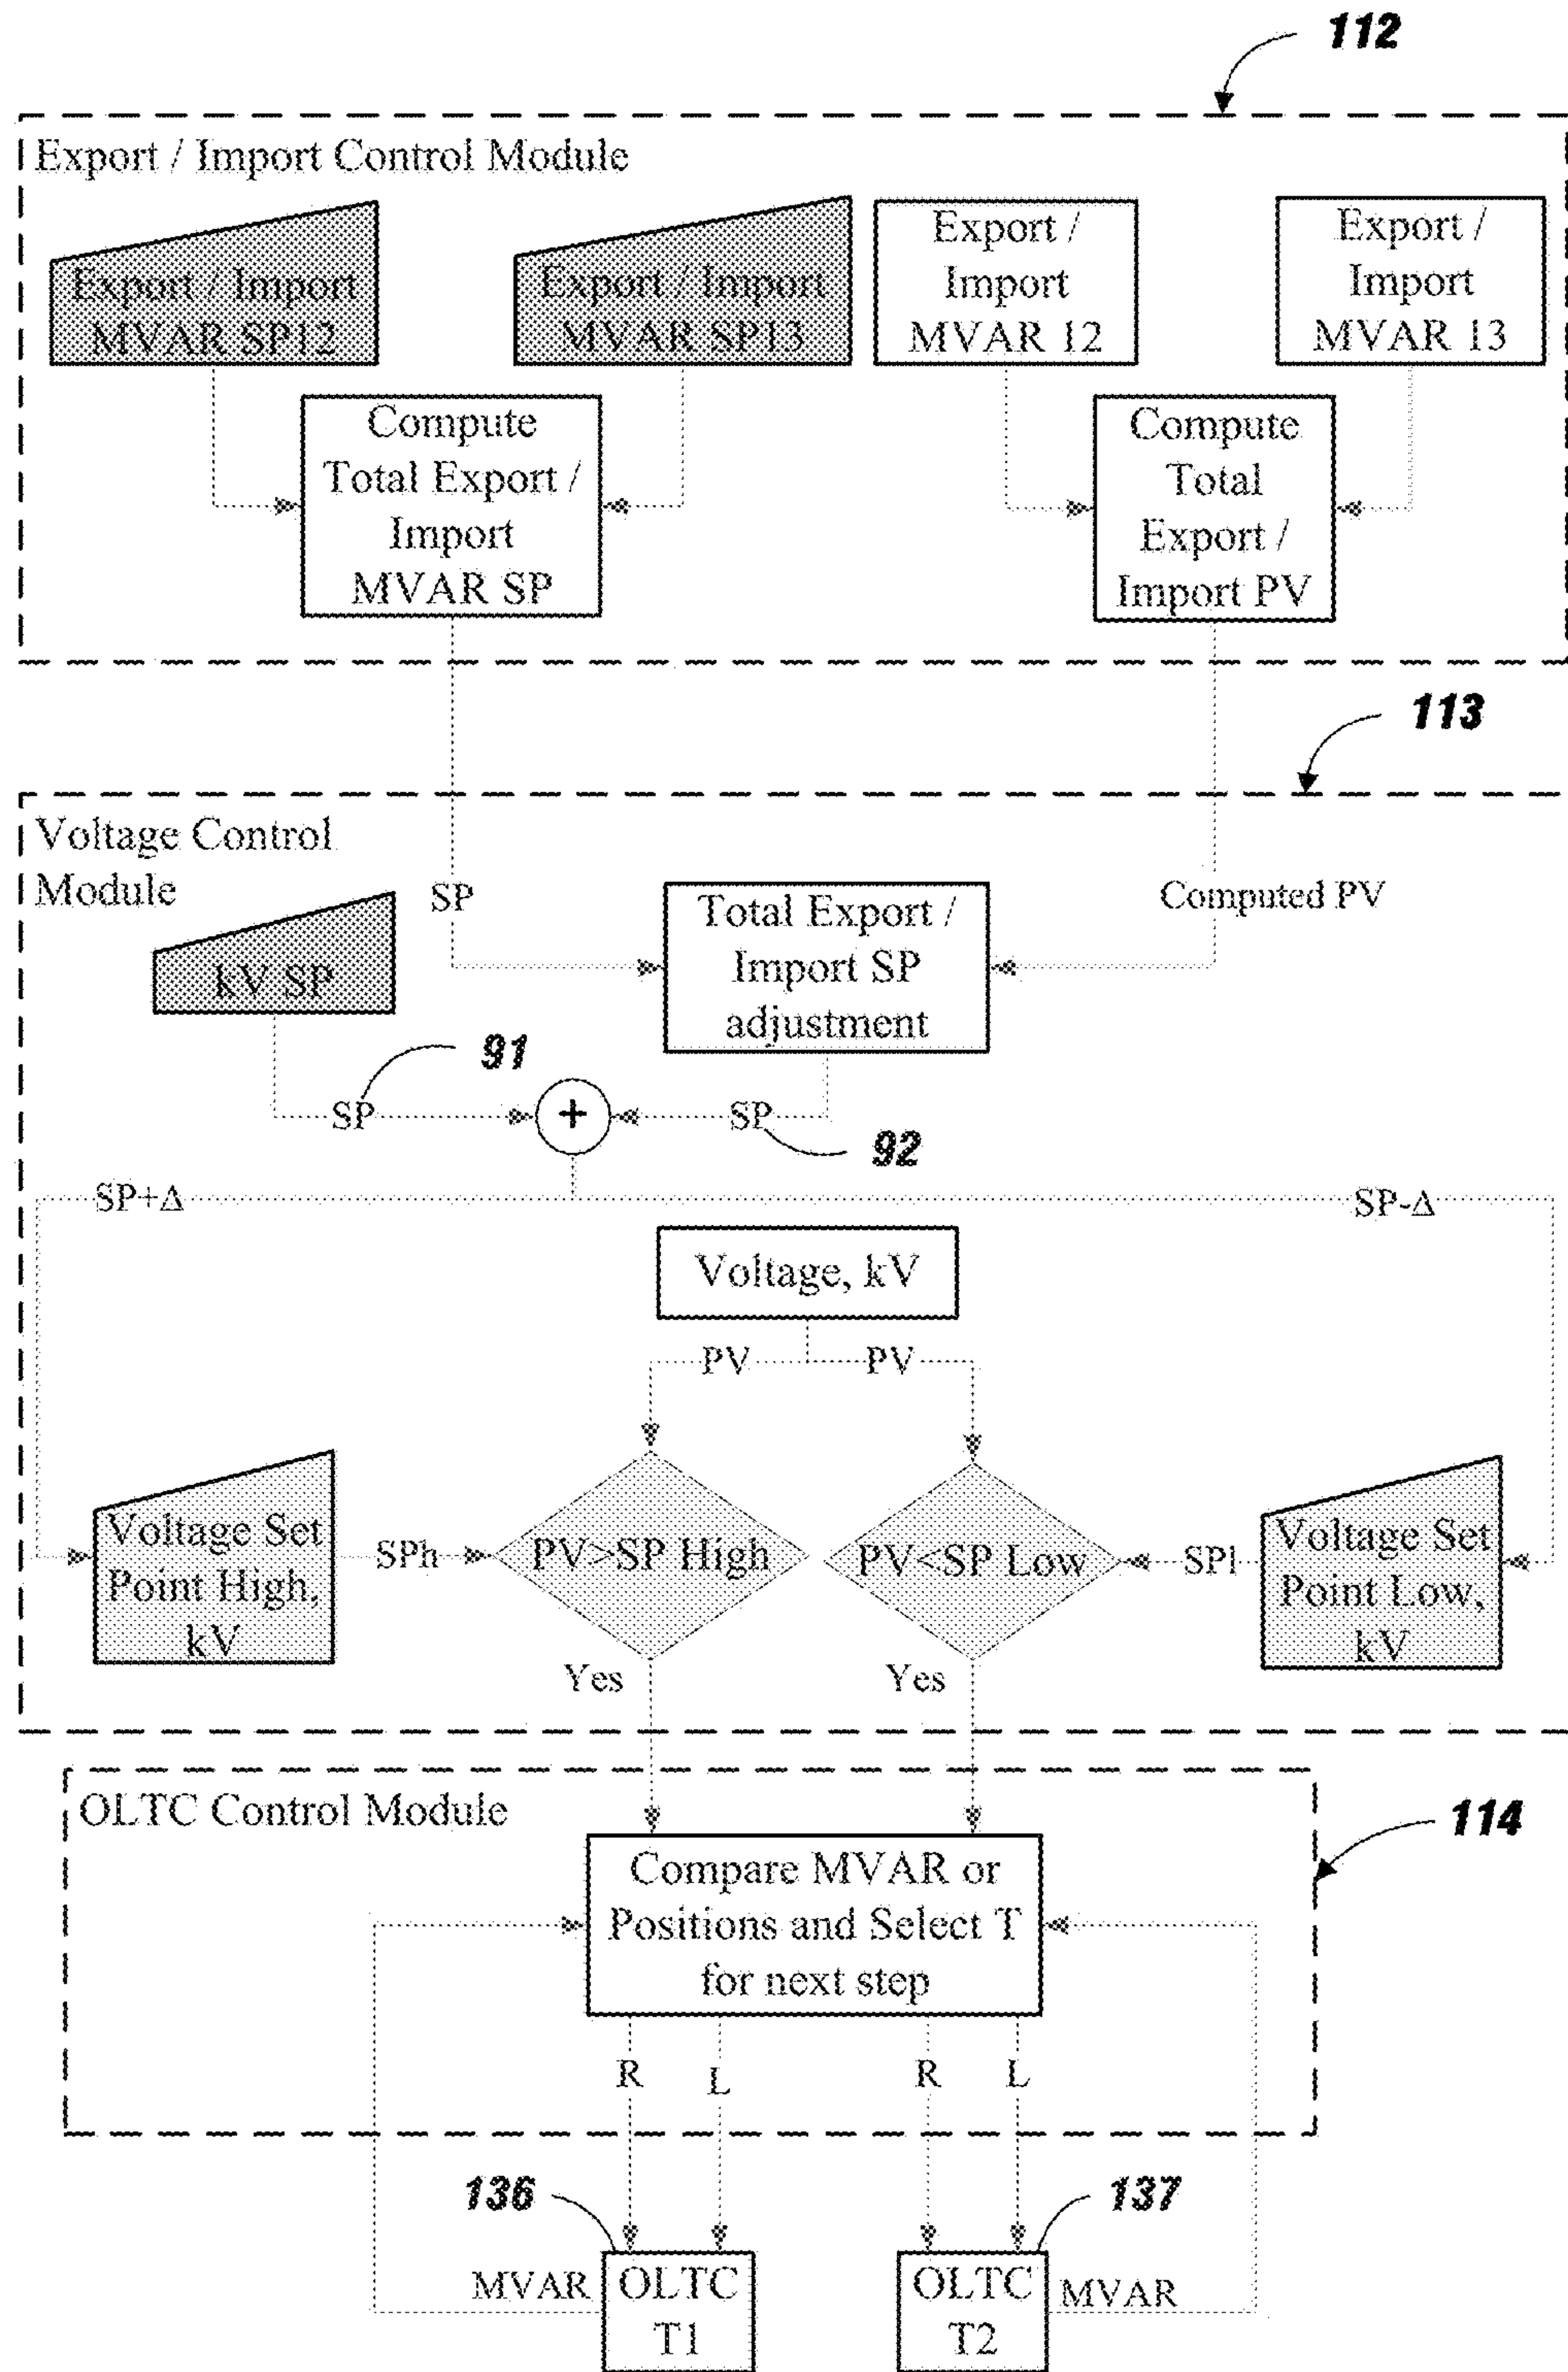 112
Export / Import Control Module
Export / Import
MVAR SP12
Export / Import
MVAR SP13
Export /
Import
MVAR 12
Export /
Import
MVAR 13
Compute
Total Export /
Import
MVAR SP
Compute
Total
Export /
Import PV
113
Voltage Control
Module
SP
Computed PV
kV SP
Total Export /
Import SP
adjustment
91
SP
+
SP
92
SP+Δ
SP-Δ
Voltage, kV
PV
PV
Voltage Set
Point High,
kV
SPh
PV>SP High
PV<SP Low
SPl
Voltage Set
Point Low,
kV
Yes
Yes
OLTC Control Module
114
Compare MVAR or
Positions and Select T
for next step
R
L
R
L
136
137
MVAR
OLTC
T1
OLTC
T2
MVAR